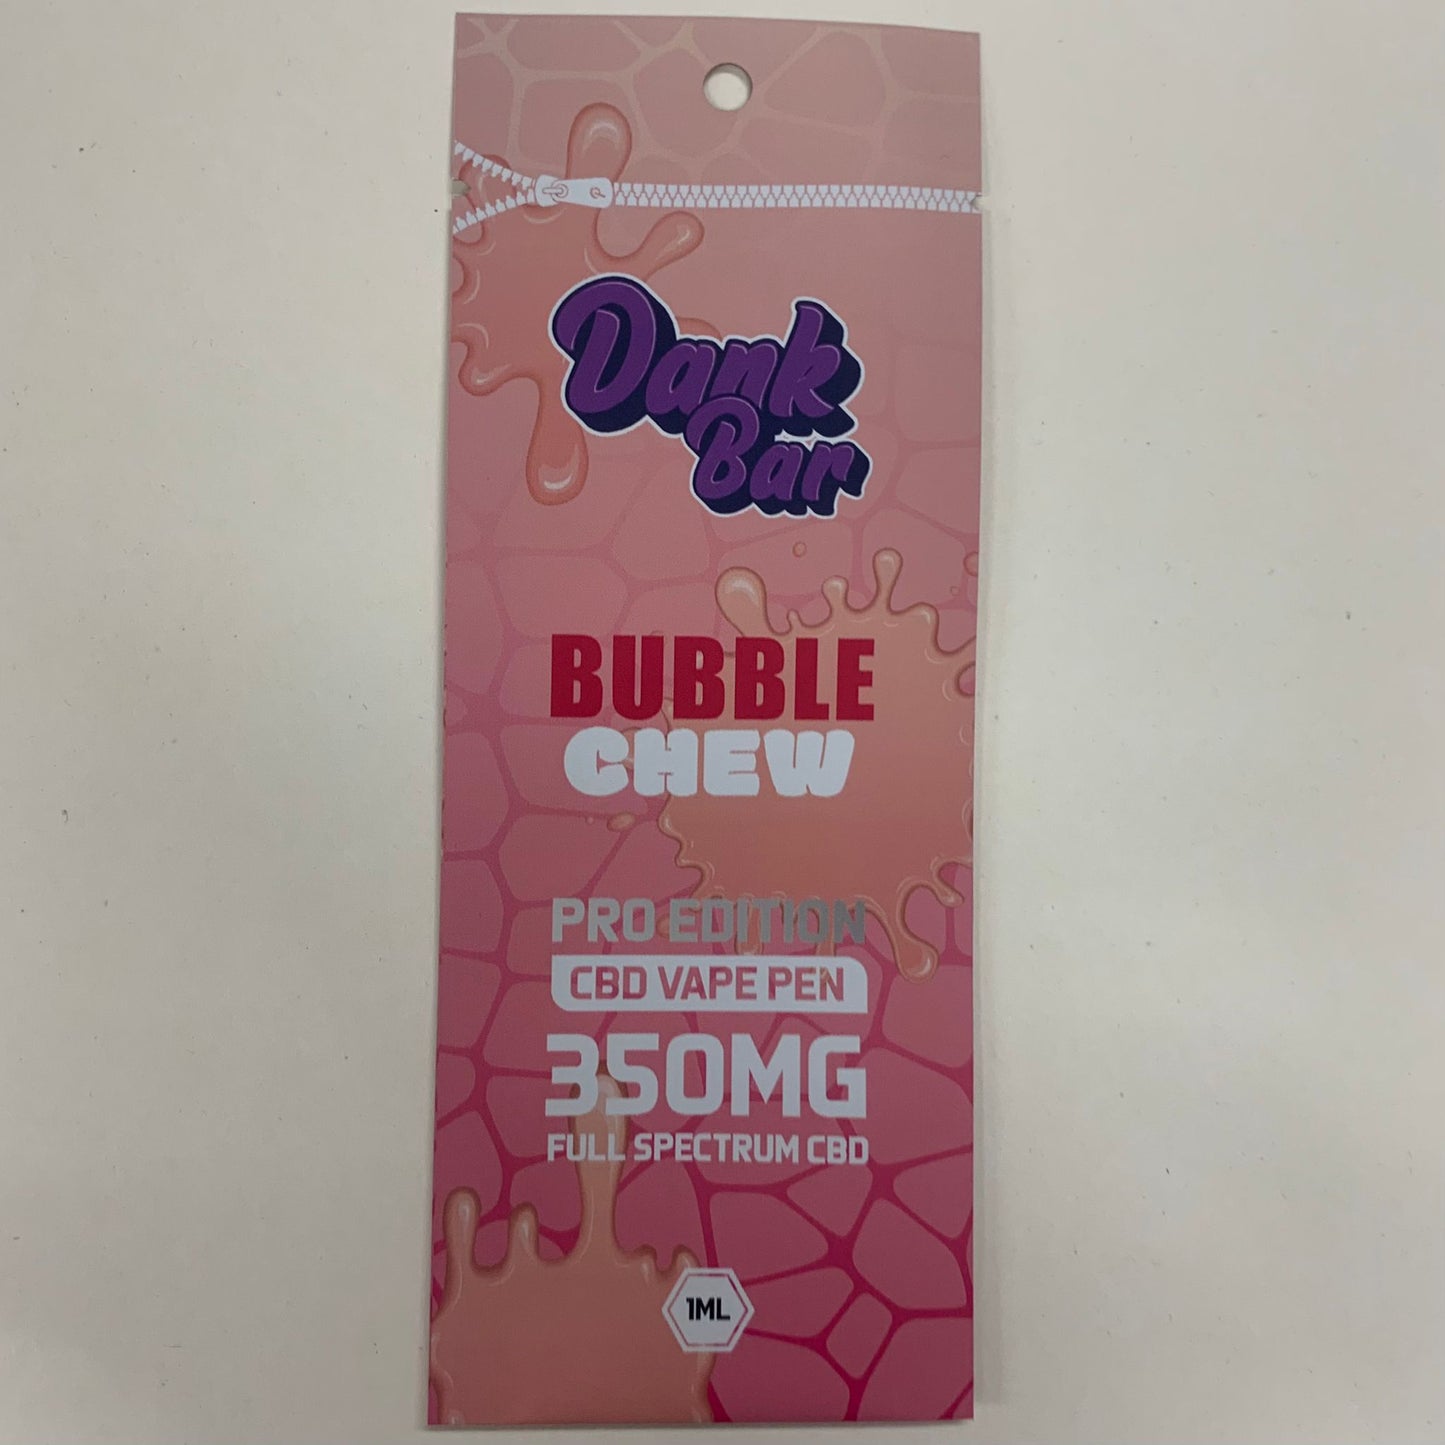 Dank
Bar
BUBBLE
CHEW
PRO EDITION
CBD VAPE PEN
350MG
FULL SPECTRUM CBD
1ML